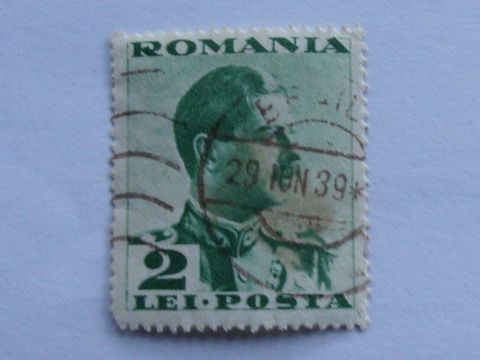 ROMANIA
29 IUN 39*
2
LEI·POSTA